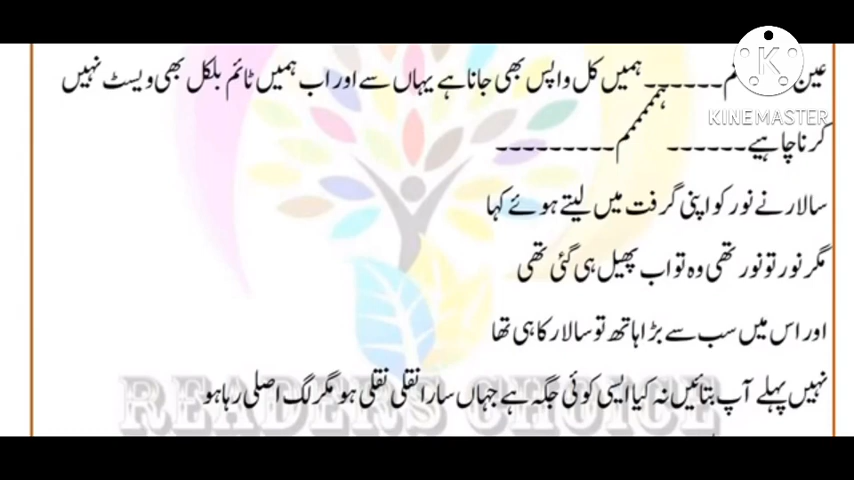 عین م۔۔۔۔۔۔ ہمیں کل واپس بھی جانا ہے یہاں سے اور اب ہمیں ٹائم بلکل بھی ویسٹ نہیں
کرنا چاہیے۔۔۔۔۔۔ ہمممممم۔۔۔۔۔۔۔۔۔
سالار نے نور کو اپنی گرفت میں لیتے ہوئے کہا
مگر نور تو نور تھی وہ تو اب پھیل ہی گئی تھی
اور اس میں سب سے بڑا ہاتھ تو سالار کا ہی تھا
نہیں پہلے آپ بتائیں نہ کیا ایسی کوئی جگہ ہے جہاں سارا نقلی نقلی ہو مگر لگ اصلی رہا ہو
K
KINEMASTER
READERS CHOICE